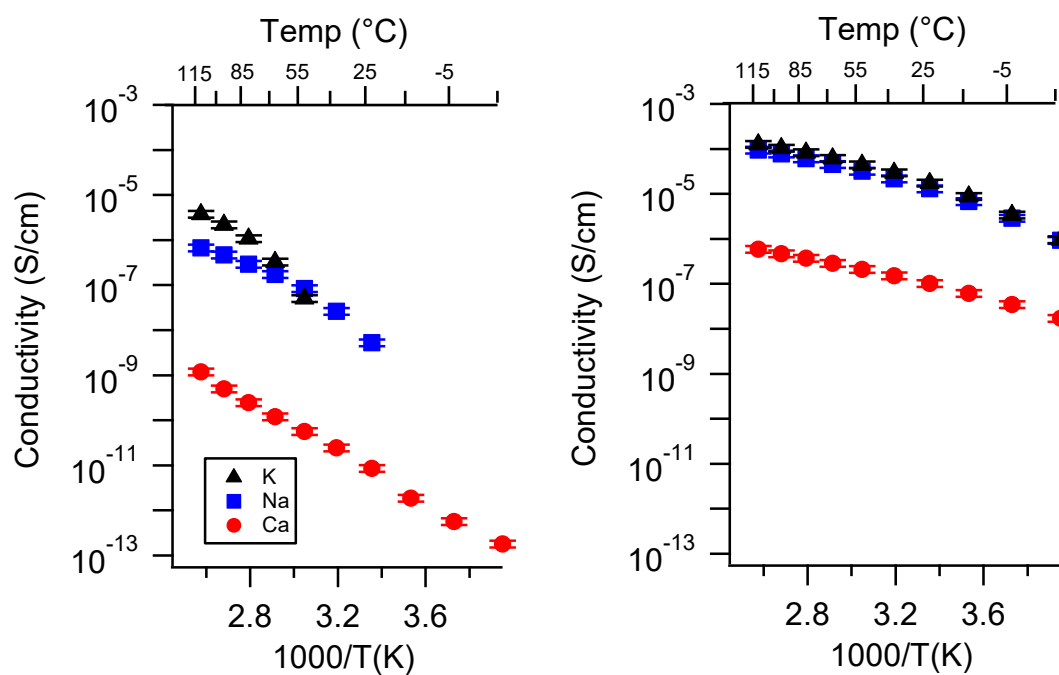 Temp (°C)
115 85 55 25 -5
Conductivity (S/cm)
10-3
10-5
10-7
10-9
10-11
10-13
K
Na
Ca
2.8 3.2 3.6
1000/T(K)
Temp (°C)
115 85 55 25 -5
Conductivity (S/cm)
10-3
10-5
10-7
10-9
10-11
10-13
2.8 3.2 3.6
1000/T(K)